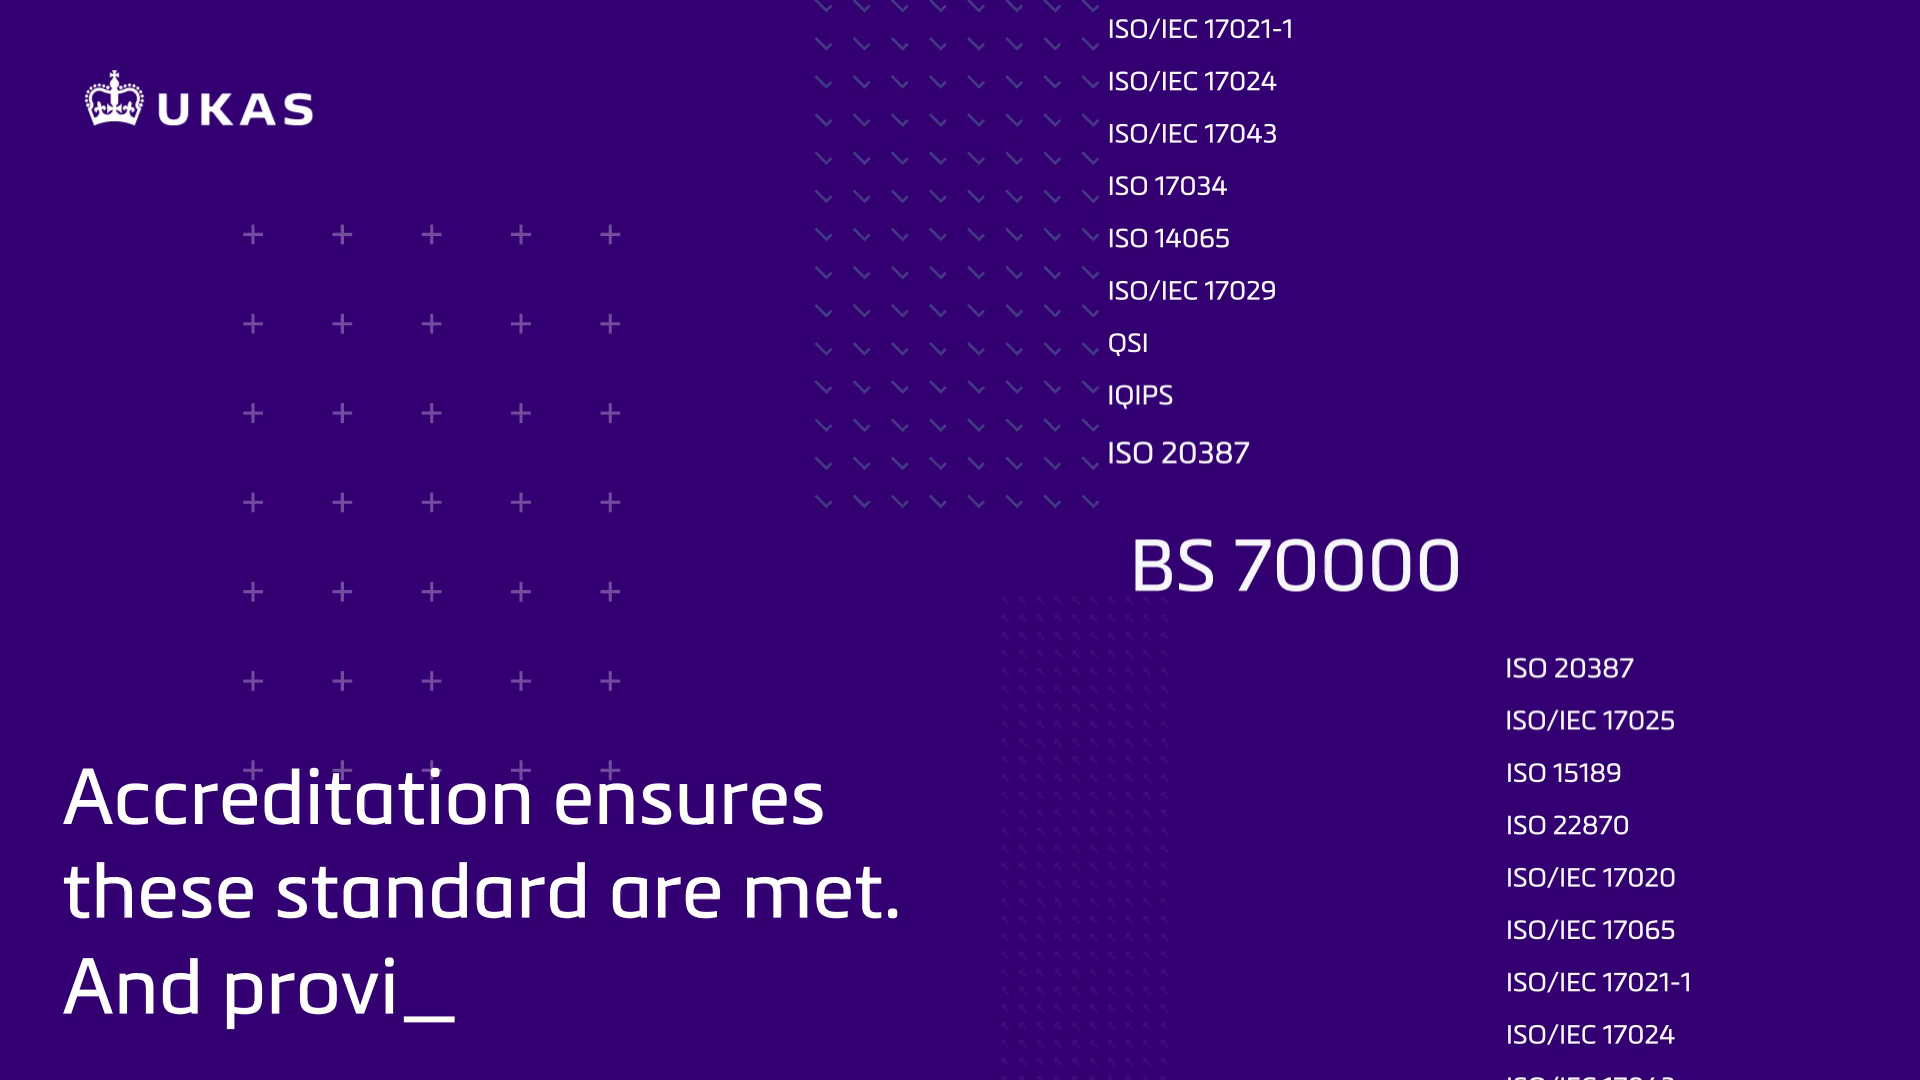 UKAS
ISO/IEC 17021-1
ISO/IEC 17024
ISO/IEC 17043
ISO 17034
ISO 14065
ISO/IEC 17029
QSI
IQIPS
ISO 20387
BS 70000
ISO 20387
ISO/IEC 17025
ISO 15189
ISO 22870
ISO/IEC 17020
ISO/IEC 17065
ISO/IEC 17021-1
ISO/IEC 17024
Accreditation ensures
these standard are met.
And provi_